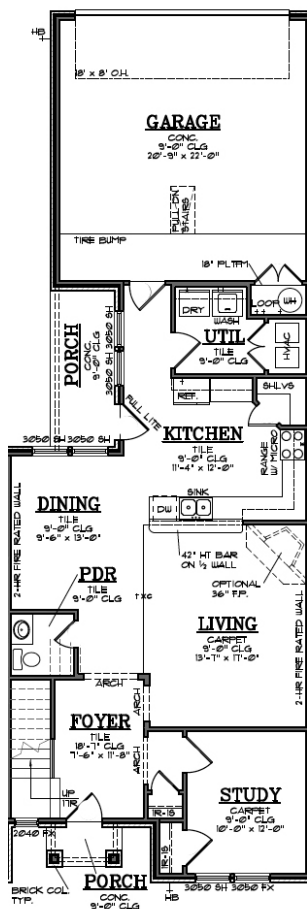 HB
18' x 8' O.H.
GARAGE
CONC.
9'-0" CLG
20'-9" x 22'-0"
PULL-DN
STAIRS
TIRE BUMP
18" PLTFM
LOOP
WH
DRY
WASH
UTIL
TILE
9'-0" CLG
HVAC
PORCH
CONC.
9'-0" CLG
3050 SH 3050 SH
FULL LITE
REF.
SHLVS
KITCHEN
TILE
9'-0" CLG
11'-4" x 12'-0"
RANGE
W/ MICRO
3050 SH 3050 SH
DINING
TILE
9'-0" CLG
9'-6" x 13'-0"
2-HR FIRE RATED WALL
SINK
DW
42" HT BAR
ON ½ WALL
OPTIONAL
36" F.P.
PDR
TILE
9'-0" CLG
LIVING
CARPET
9'-0" CLG
13'-7" x 17'-0"
2-HR FIRE RATED WALL
ARCH
ARCH
FOYER
TILE
18'-7" CLG
7'-6" x 11'-8"
ARCH
UP
17R
1R-1S
STUDY
CARPET
9'-0" CLG
10'-0" x 12'-0"
2040 FX
1R-1S
BRICK COL.
TYP.
PORCH
CONC.
9'-0" CLG
HB
3050 SH 3050 FX